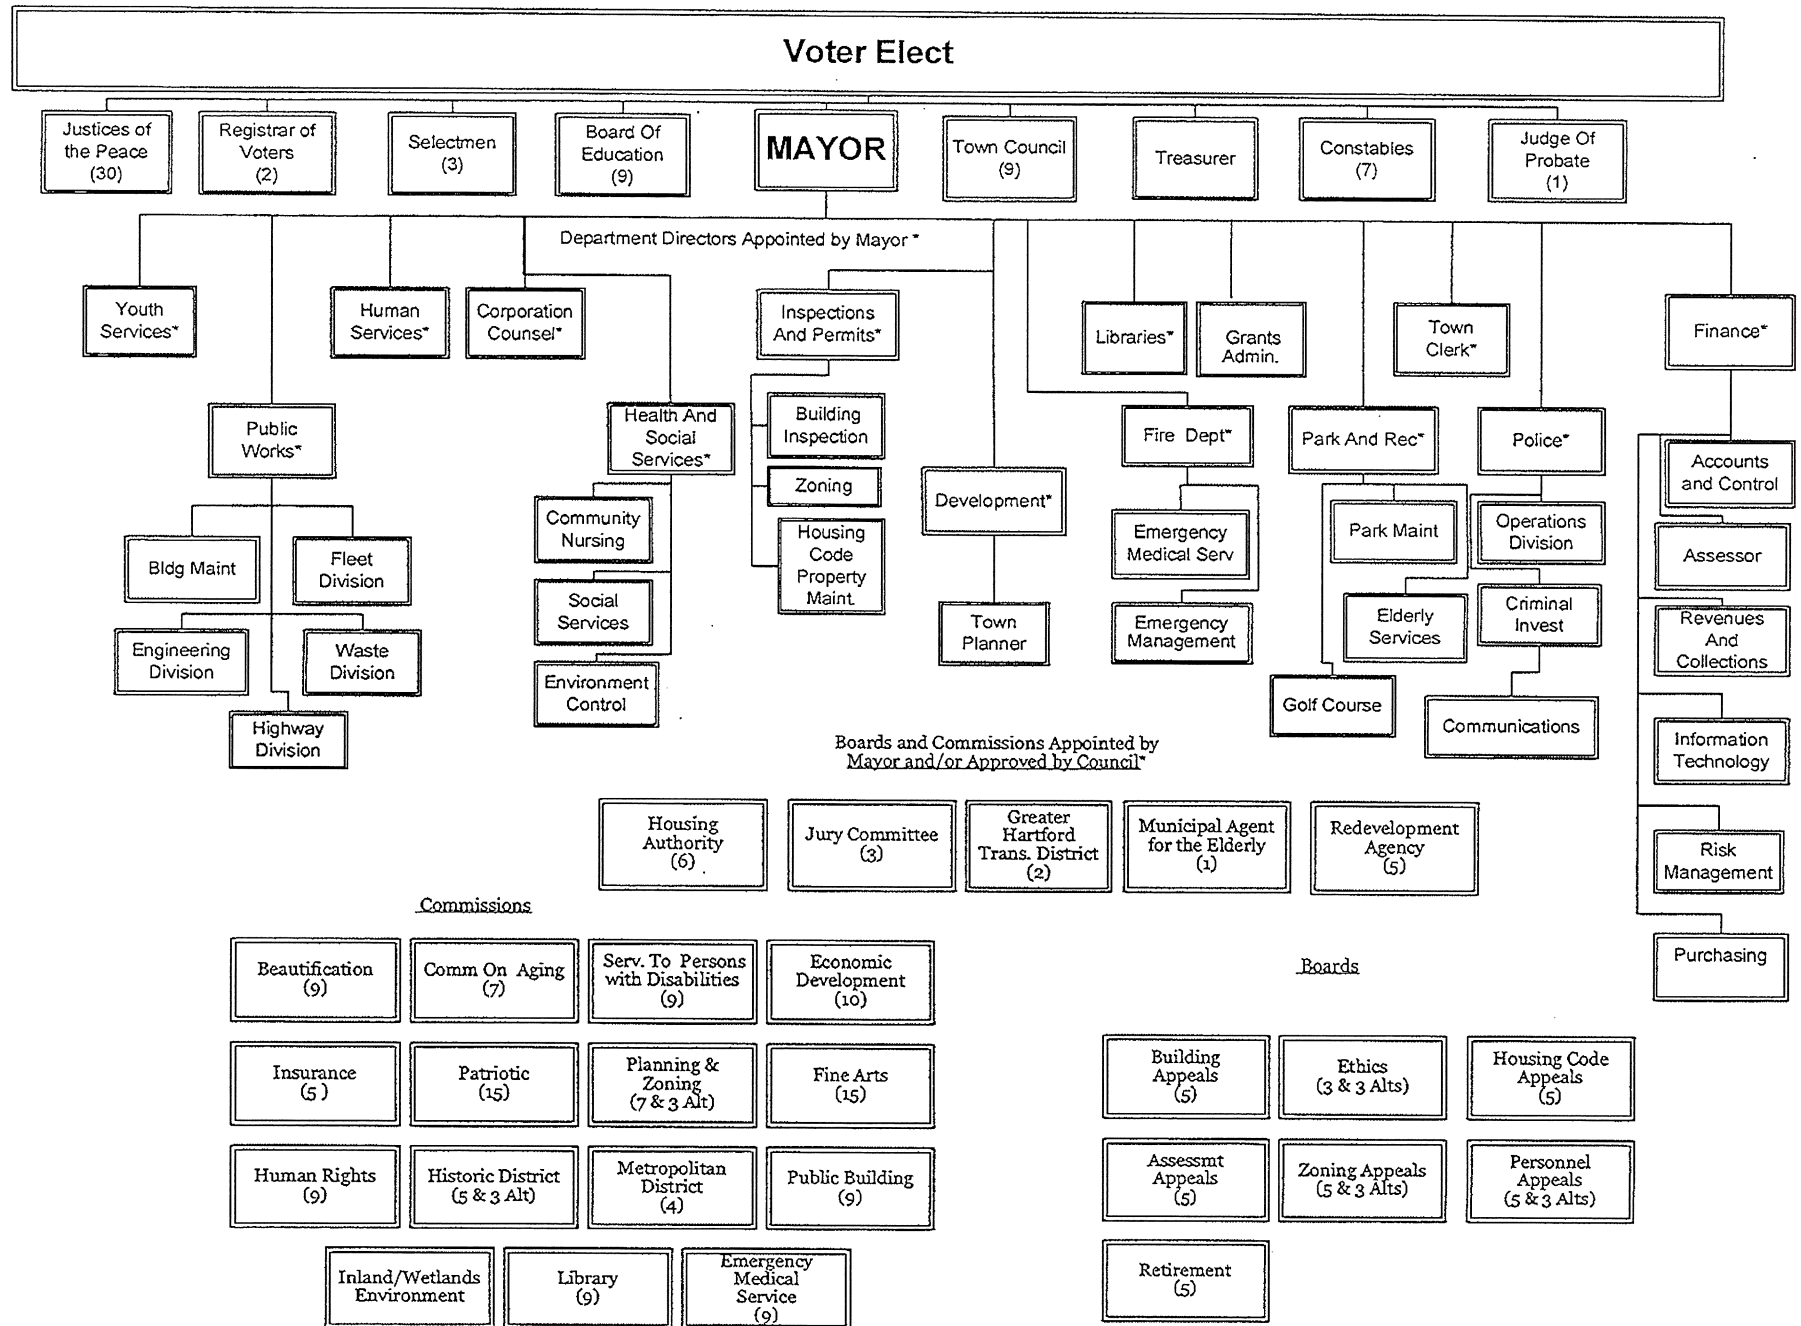 Voter Elect
Justices of
the Peace
(30)
Registrar of
Voters
(2)
Selectmen
(3)
Board Of
Education
(9)
MAYOR
Town Council
(9)
Treasurer
Constables
(7)
Judge Of
Probate
(1)
Department Directors Appointed by Mayor *
Youth
Services*
Human
Services*
Corporation
Counsel*
Inspections
And Permits*
Libraries*
Grants
Admin.
Town
Clerk*
Finance*
Public
Works*
Health And
Social
Services*
Building
Inspection
Zoning
Housing
Code
Property
Maint.
Development*
Town
Planner
Fire Dept*
Park And Rec*
Police*
Bldg Maint
Fleet
Division
Engineering
Division
Waste
Division
Highway
Division
Community
Nursing
Social
Services
Environment
Control
Emergency
Medical Serv
Emergency
Management
Park Maint
Elderly
Services
Golf Course
Operations
Division
Criminal
Invest
Communications
Accounts
and Control
Assessor
Revenues
And
Collections
Information
Technology
Risk
Management
Purchasing
Boards and Commissions Appointed by
Mayor and/or Approved by Council*
Housing
Authority
(6)
Jury Committee
(3)
Greater
Hartford
Trans. District
(2)
Municipal Agent
for the Elderly
(1)
Redevelopment
Agency
(5)
Commissions
Beautification
(9)
Comm On Aging
(7)
Serv. To Persons
with Disabilities
(9)
Economic
Development
(10)
Insurance
(5 )
Patriotic
(15)
Planning &
Zoning
(7 & 3 Alt)
Fine Arts
(15)
Human Rights
(9)
Historic District
(5 & 3 Alt)
Metropolitan
District
(4)
Public Building
(9)
Inland/Wetlands
Environment
Library
(9)
Emergency
Medical
Service
(9)
Boards
Building
Appeals
(5)
Ethics
(3 & 3 Alts)
Housing Code
Appeals
(5)
Assessmt
Appeals
(5)
Zoning Appeals
(5 & 3 Alts)
Personnel
Appeals
(5 & 3 Alts)
Retirement
(5)